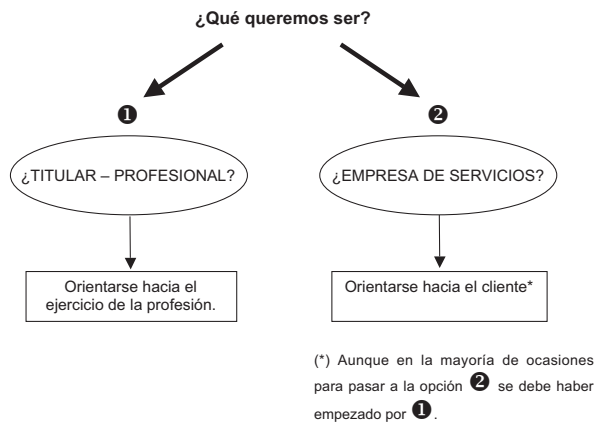 ¿Qué queremos ser?
❶
❷
¿TITULAR – PROFESIONAL?
¿EMPRESA DE SERVICIOS?
Orientarse hacia el
ejercicio de la profesión.
Orientarse hacia el cliente*
(*) Aunque en la mayoría de ocasiones
para pasar a la opción ❷ se debe haber
empezado por ❶.